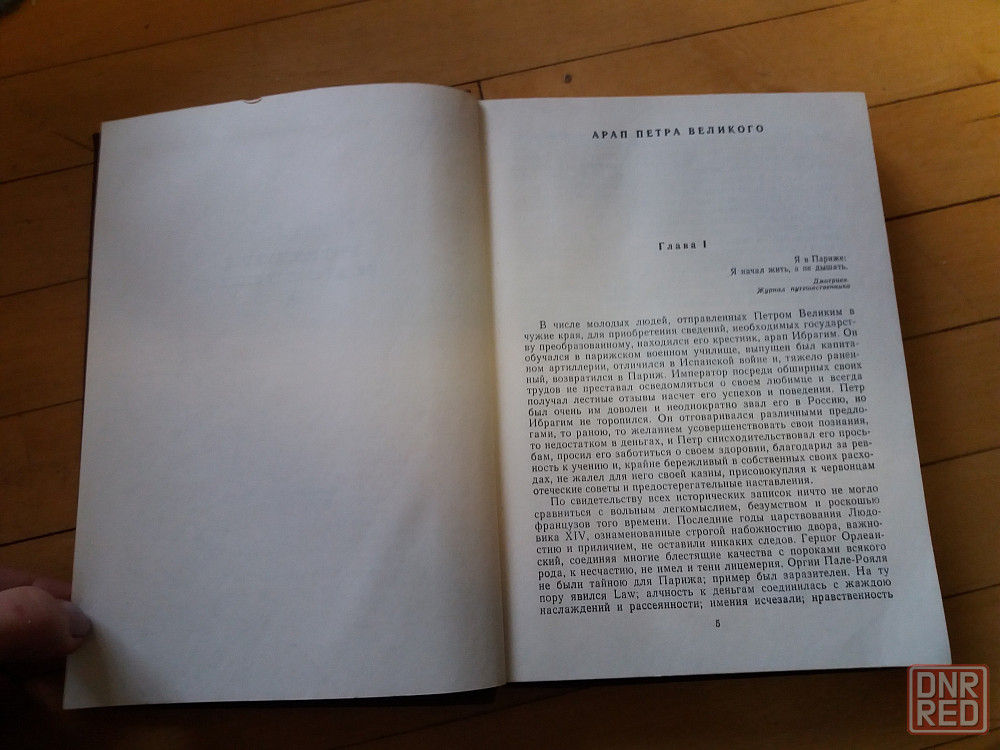 АРАП ПЕТРА ВЕЛИКОГО
Глава I
Я в Париже:
Я начал жить, а не дышать.
Дмитриев
Журнал путешественника
В числе молодых людей, отправленных Петром Великим в
чужие края, для приобретения сведений, необходимых государст-
ву преобразованному, находился его крестник, арап Ибрагим. Он
обучался в парижском военном училище, выпущен был капита-
ном артиллерии, отличился в Испанской войне и, тяжело ранен-
ный, возвратился в Париж. Император посреди обширных своих
трудов не преставал осведомляться о своем любимце и всегда
получал лестные отзывы насчет его успехов и поведения. Петр
был очень им доволен и неоднократно звал его в Россию, но
Ибрагим не торопился. Он отговаривался различными предло-
гами, то раною, то желанием усовершенствовать свои познания,
то недостатком в деньгах, и Петр снисходительствовал его прось-
бам, просил его заботиться о своем здоровии, благодарил за рев-
ность к учению и, крайне бережливый в собственных своих расхо-
дах, не жалел для него своей казны, присовокупляя к червонцам
отеческие советы и предостерегательные наставления.
По свидетельству всех исторических записок ничто не могло
сравниться с вольным легкомыслием, безумством и роскошью
французов того времени. Последние годы царствования Людо-
вика XIV, ознаменованные строгой набожностию двора, важно-
стию и приличием, не оставили никаких следов. Герцог Орлеан-
ский, соединяя многие блестящие качества с пороками всякого
рода, к несчастию, не имел и тени лицемерия. Оргии Пале-Рояля
не были тайною для Парижа; пример был заразителен. На ту
пору явился Law; алчность к деньгам соединилась с жаждою
наслаждений и рассеянности; имения исчезали; нравственность
5
DNR
RED